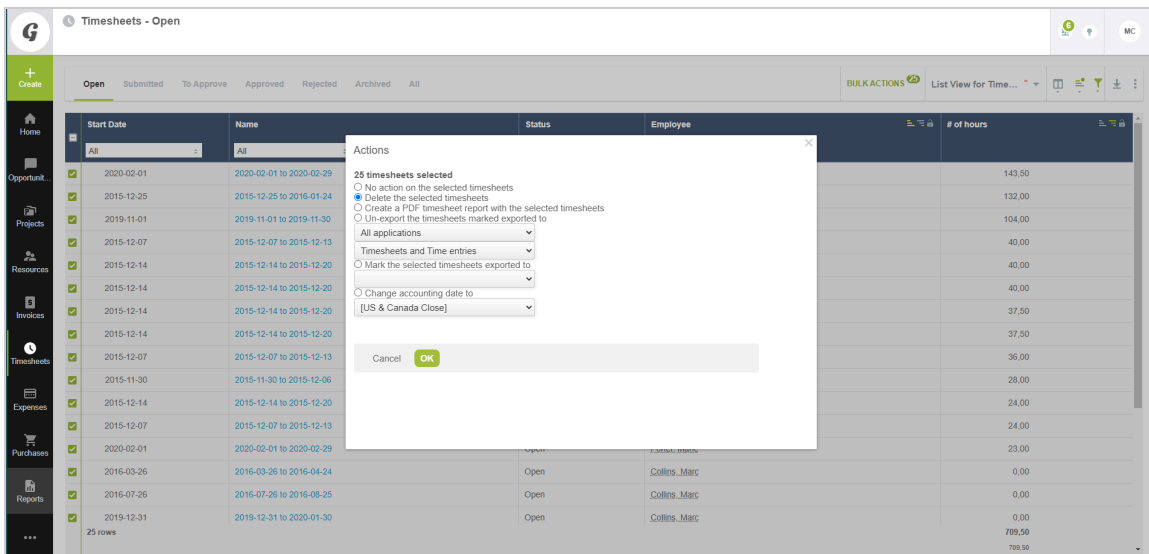 G
Timesheets - Open
6
MC
Create
Open Submitted To Approve Approved Rejected Archived All
BULK ACTIONS 25 List View for Time... *
Home
Opportunit...
Projects
Resources
Invoices
Timesheets
Expenses
Purchases
Reports
Start Date Name Status Employee # of hours
All All
2020-02-01 2020-02-01 to 2020-02-29 143,50
2015-12-25 2015-12-25 to 2016-01-24 132,00
2019-11-01 2019-11-01 to 2019-11-30 104,00
2015-12-07 2015-12-07 to 2015-12-13 40,00
2015-12-14 2015-12-14 to 2015-12-20 40,00
2015-12-14 2015-12-14 to 2015-12-20 40,00
2015-12-14 2015-12-14 to 2015-12-20 37,50
2015-12-14 2015-12-14 to 2015-12-20 37,50
2015-12-07 2015-12-07 to 2015-12-13 36,00
2015-11-30 2015-11-30 to 2015-12-06 28,00
2015-12-14 2015-12-14 to 2015-12-20 24,00
2015-12-07 2015-12-07 to 2015-12-13 24,00
2020-02-01 2020-02-01 to 2020-02-29 Open 23,00
2016-03-26 2016-03-26 to 2016-04-24 Open Collins, Marc 0,00
2016-07-26 2016-07-26 to 2016-08-25 Open Collins, Marc 0,00
2019-12-31 2019-12-31 to 2020-01-30 Open Collins, Marc 0,00
25 rows 709,50
709,50
Actions
25 timesheets selected
No action on the selected timesheets
Delete the selected timesheets
Create a PDF timesheet report with the selected timesheets
Un-export the timesheets marked exported to
All applications
Timesheets and Time entries
Mark the selected timesheets exported to
Change accounting date to
[US & Canada Close]
Cancel OK